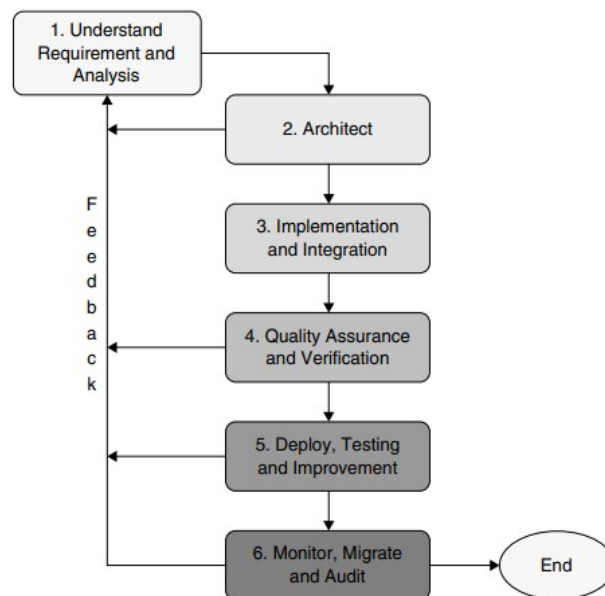 1. Understand
Requirement and
Analysis
2. Architect
Feedback
3. Implementation
and Integration
4. Quality Assurance
and Verification
5. Deploy, Testing
and Improvement
6. Monitor, Migrate
and Audit
End